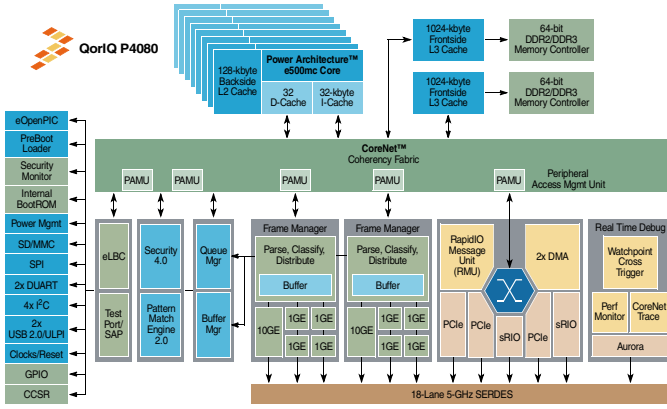 QorIQ P4080
128-kbyte
Backside
L2 Cache
Power Architecture™
e500mc Core
32
D-Cache
32-kbyte
I-Cache
1024-kbyte
Frontside
L3 Cache
64-bit
DDR2/DDR3
Memory Controller
1024-kbyte
Frontside
L3 Cache
64-bit
DDR2/DDR3
Memory Controller
eOpenPIC
PreBoot
Loader
Security
Monitor
Internal
BootROM
Power Mgmt
SD/MMC
SPI
2x DUART
4x I²C
2x
USB 2.0/ULPI
Clocks/Reset
GPIO
CCSR
CoreNet™
Coherency Fabric
PAMU
PAMU
PAMU
PAMU
PAMU
Peripheral
Access Mgmt Unit
eLBC
Test
Port/
SAP
Security
4.0
Pattern
Match
Engine
2.0
Queue
Mgr
Buffer
Mgr
Frame Manager
Parse, Classify,
Distribute
Buffer
10GE
1GE
1GE
1GE
1GE
Frame Manager
Parse, Classify,
Distribute
Buffer
10GE
1GE
1GE
1GE
1GE
RapidIO
Message
Unit
(RMU)
2x DMA
PCIe
PCIe
sRIO
PCIe
sRIO
Real Time Debug
Watchpoint
Cross
Trigger
Perf
Monitor
CoreNet
Trace
Aurora
18-Lane 5-GHz SERDES